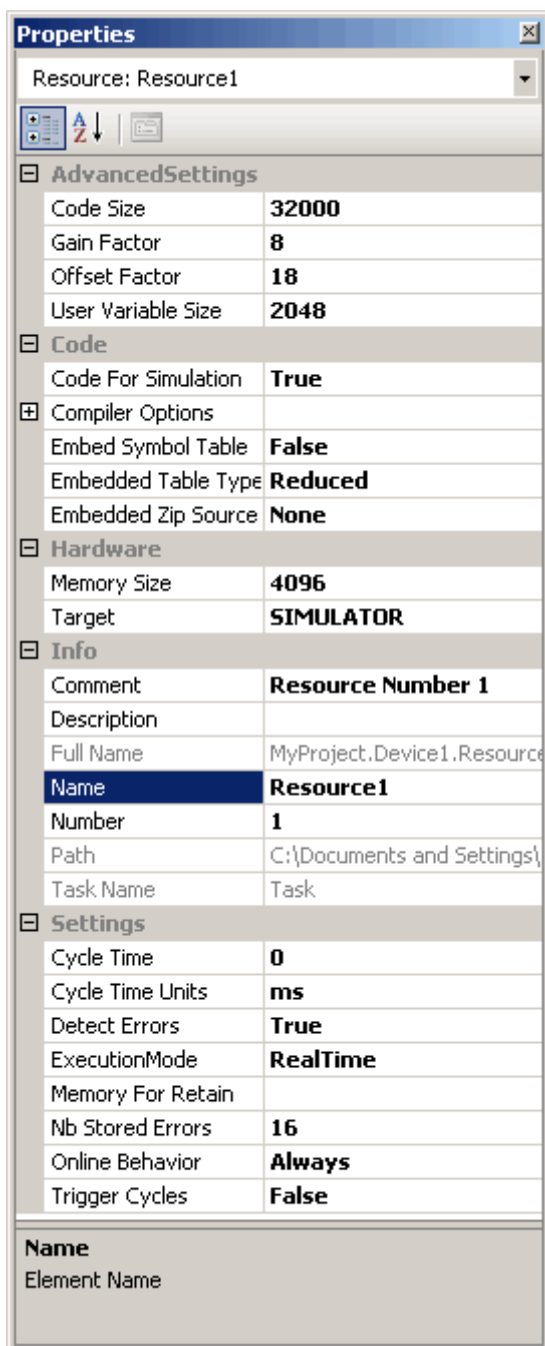 Properties
Resource: Resource1
AdvancedSettings
Code Size 32000
Gain Factor 8
Offset Factor 18
User Variable Size 2048
Code
Code For Simulation True
Compiler Options
Embed Symbol Table False
Embedded Table Type Reduced
Embedded Zip Source None
Hardware
Memory Size 4096
Target SIMULATOR
Info
Comment Resource Number 1
Description
Full Name MyProject.Device1.Resource
Name Resource1
Number 1
Path C:\Documents and Settings\
Task Name Task
Settings
Cycle Time 0
Cycle Time Units ms
Detect Errors True
ExecutionMode RealTime
Memory For Retain
Nb Stored Errors 16
Online Behavior Always
Trigger Cycles False
Name
Element Name